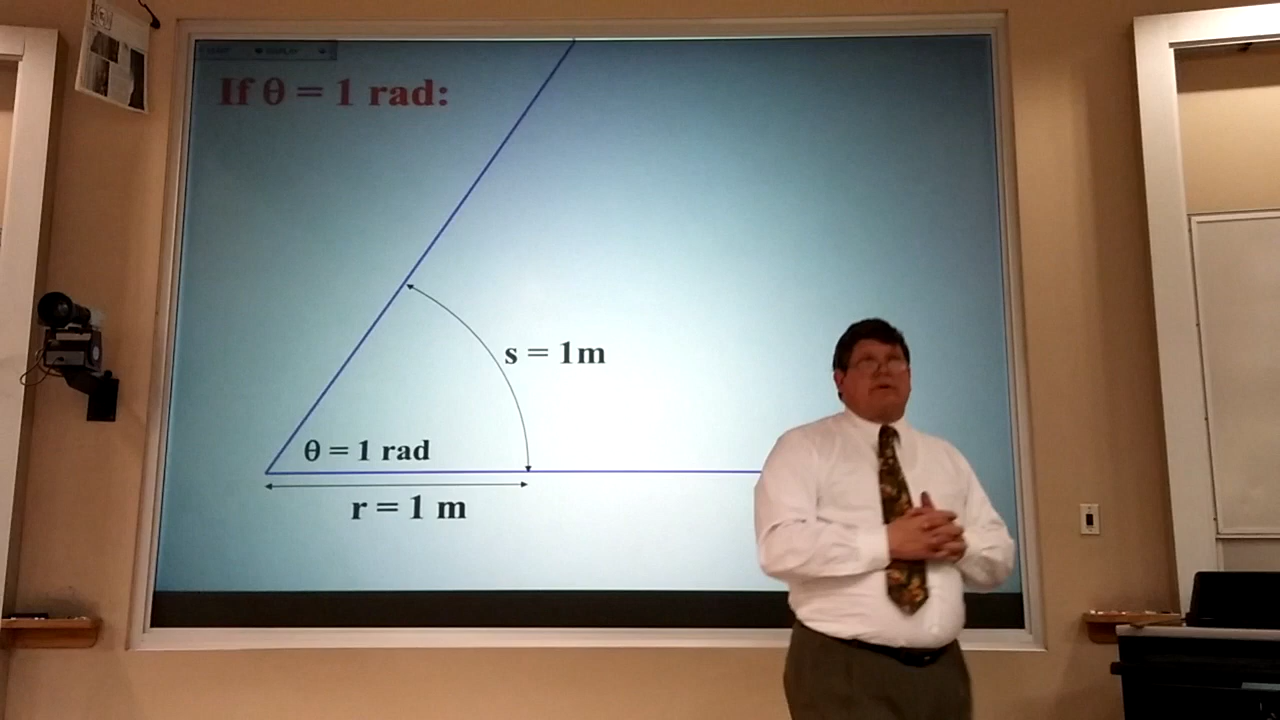 If θ = 1 rad:
s = 1m
θ = 1 rad
r = 1 m